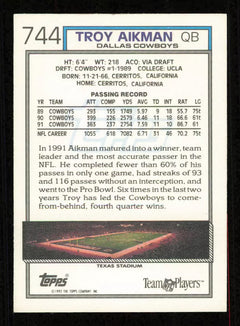 744 TROY AIKMAN QB
DALLAS COWBOYS
HT: 6'4" WT: 218 ACQ: VIA DRAFT
DRFT: COWBOYS #1-1989 COLLEGE: UCLA
BORN: 11-21-66, CERRITOS, CALIFORNIA
HOME: CERRITOS, CALIFORNIA
PASSING RECORD
YR TEAM ATT COMP YDS AVG TD INT RAT LG
89 COWBOYS 293 155 1749 5.97 9 18 55.7 75t
90 COWBOYS 399 226 2579 6.46 11 18 66.6 61t
91 COWBOYS 363 237 2754 7.59 11 10 86.7 61
NFL CAREER 1055 618 7082 6.71 31 46 75t
In 1991 Aikman matured into a winner, team
leader and the most accurate passer in the
NFL. He completed fewer than 60% of his
passes in only one game, had streaks of 93
and 116 passes without an interception, and
went to the Pro Bowl. Six times in the last two
years Troy has led the Cowboys to come-
from-behind, fourth quarter wins.
TEXAS STADIUM
Topps
Team Players